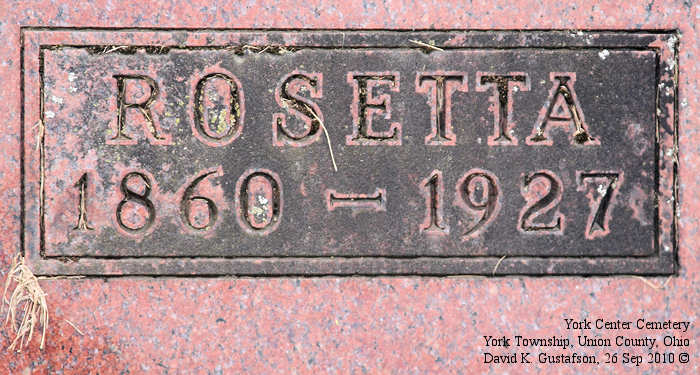 ROSETTA
1860 – 1927
York Center Cemetery
York Township, Union County, Ohio
David K. Gustafson, 26 Sep 2010 ©